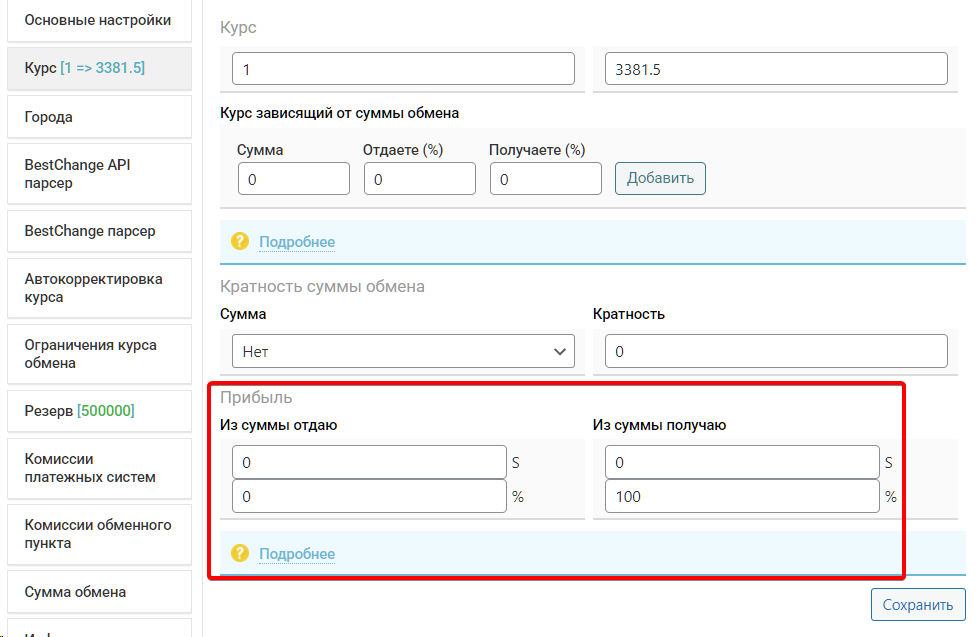 Основные настройки
Курс [1 => 3381.5]
Города
BestChange API
парсер
BestChange парсер
Автокорректировка
курса
Ограничения курса
обмена
Резерв [500000]
Комиссии
платежных систем
Комиссии обменного
пункта
Сумма обмена
Курс
1 3381.5
Курс зависящий от суммы обмена
Сумма Отдаете (%) Получаете (%)
0 0 0 Добавить
? Подробнее
Кратность суммы обмена
Сумма Кратность
Нет 0
Прибыль
Из суммы отдаю Из суммы получаю
0 S 0 S
0 % 100 %
? Подробнее
Сохранить